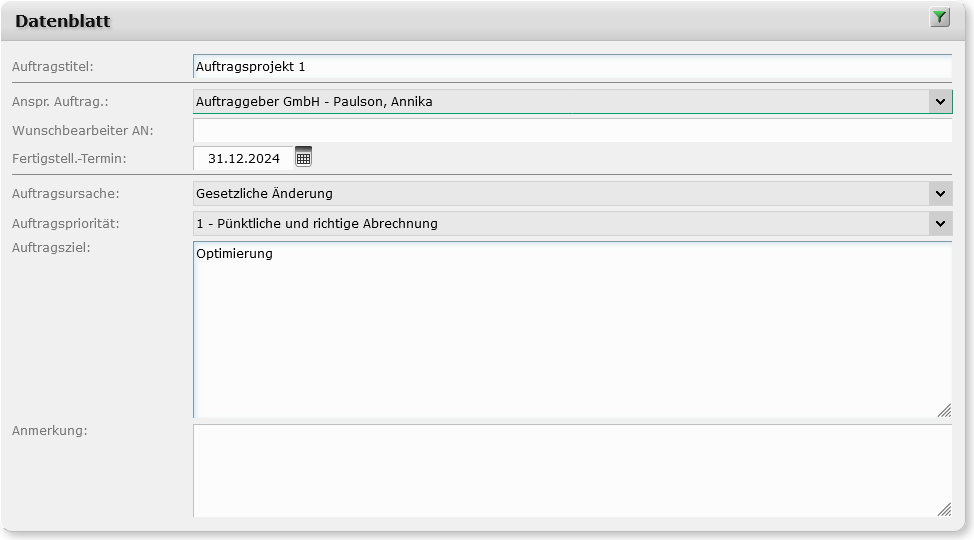 Datenblatt
Auftragstitel: Auftragsprojekt 1
Anspr. Auftrag.: Auftraggeber GmbH - Paulson, Annika
Wunschbearbeiter AN:
Fertigstell.-Termin: 31.12.2024
Auftragsursache: Gesetzliche Änderung
Auftragspriorität: 1 - Pünktliche und richtige Abrechnung
Auftragsziel: Optimierung
Anmerkung: